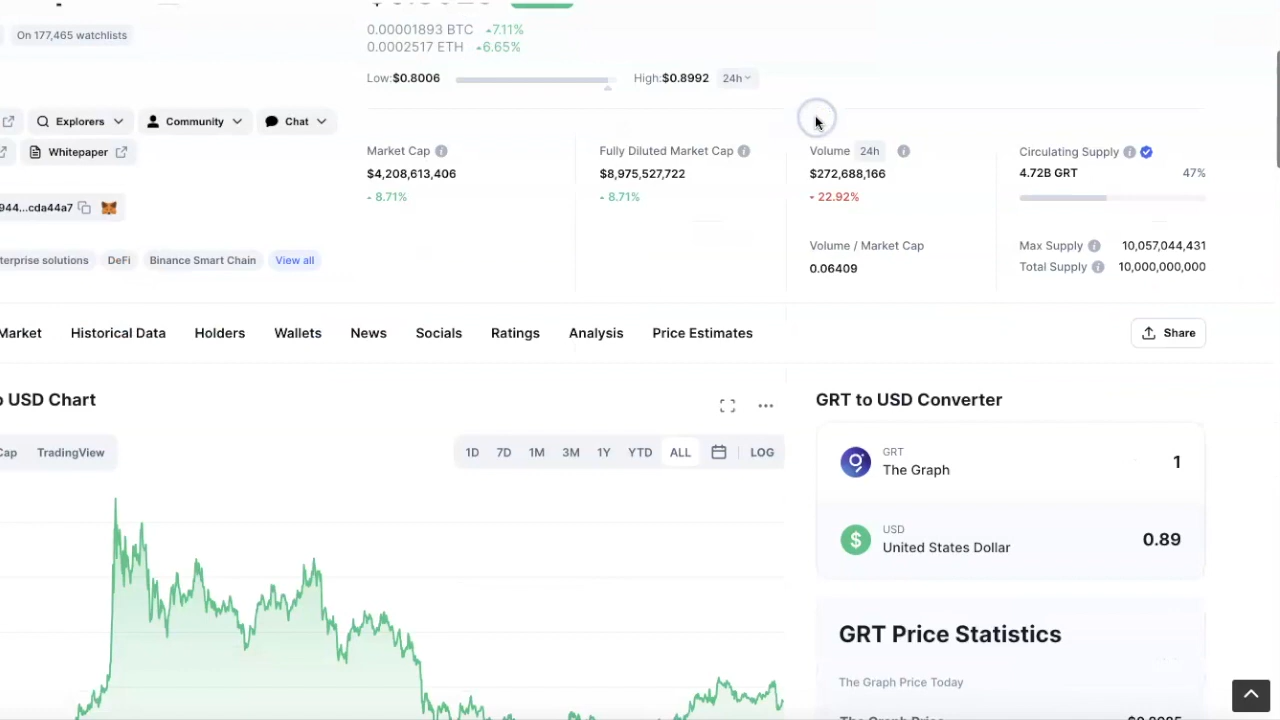 On 177,465 watchlists
0.00001893 BTC 7.11%
0.0002517 ETH 6.65%
Low:$0.8006 High:$0.8992 24h
Explorers Community Chat
Whitepaper
944...cda44a7
DeFi Binance Smart Chain View all
Market Cap
$4,208,613,406
8.71%
Fully Diluted Market Cap
$8,975,527,722
8.71%
Volume 24h
$272,688,166
22.92%
Volume / Market Cap
0.06409
Circulating Supply
4.72B GRT 47%
Max Supply 10,057,044,431
Total Supply 10,000,000,000
Market Historical Data Holders Wallets News Socials Ratings Analysis Price Estimates Share
USD Chart
TradingView
1D 7D 1M 3M 1Y YTD ALL LOG
GRT to USD Converter
GRT
The Graph 1
USD
United States Dollar 0.89
GRT Price Statistics
The Graph Price Today